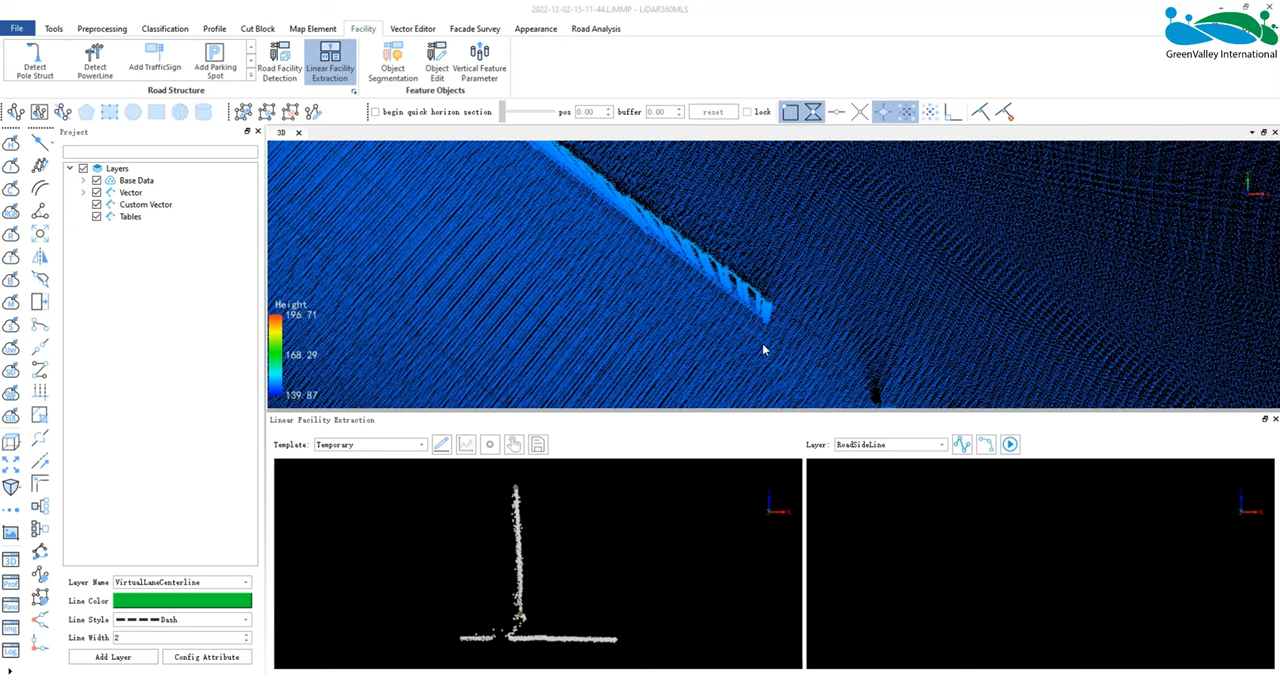 2022-12-02-15-11-44.LiMMP - LiDAR360MLS
GreenValley International
File Tools Preprocessing Classification Profile Cut Block Map Element Facility Vector Editor Facade Survey Appearance Road Analysis
Detect Pole Struct
Detect PowerLine
Add TrafficSign
Add Parking Spot
Road Facility Detection
Linear Facility Extraction
Object Segmentation
Object Edit
Vertical Feature Parameter
Road Structure
Feature Objects
begin quick horizon section pos 0.00 buffer 0.00 reset lock
Project
3D
Layers
Base Data
Vector
Custom Vector
Tables
Height
196.71
168.29
139.87
Linear Facility Extraction
Template: Temporary
Layer: RoadSideLine
Layer Name VirtualLaneCenterline
Line Color
Line Style Dash
Line Width 2
Add Layer Config Attribute